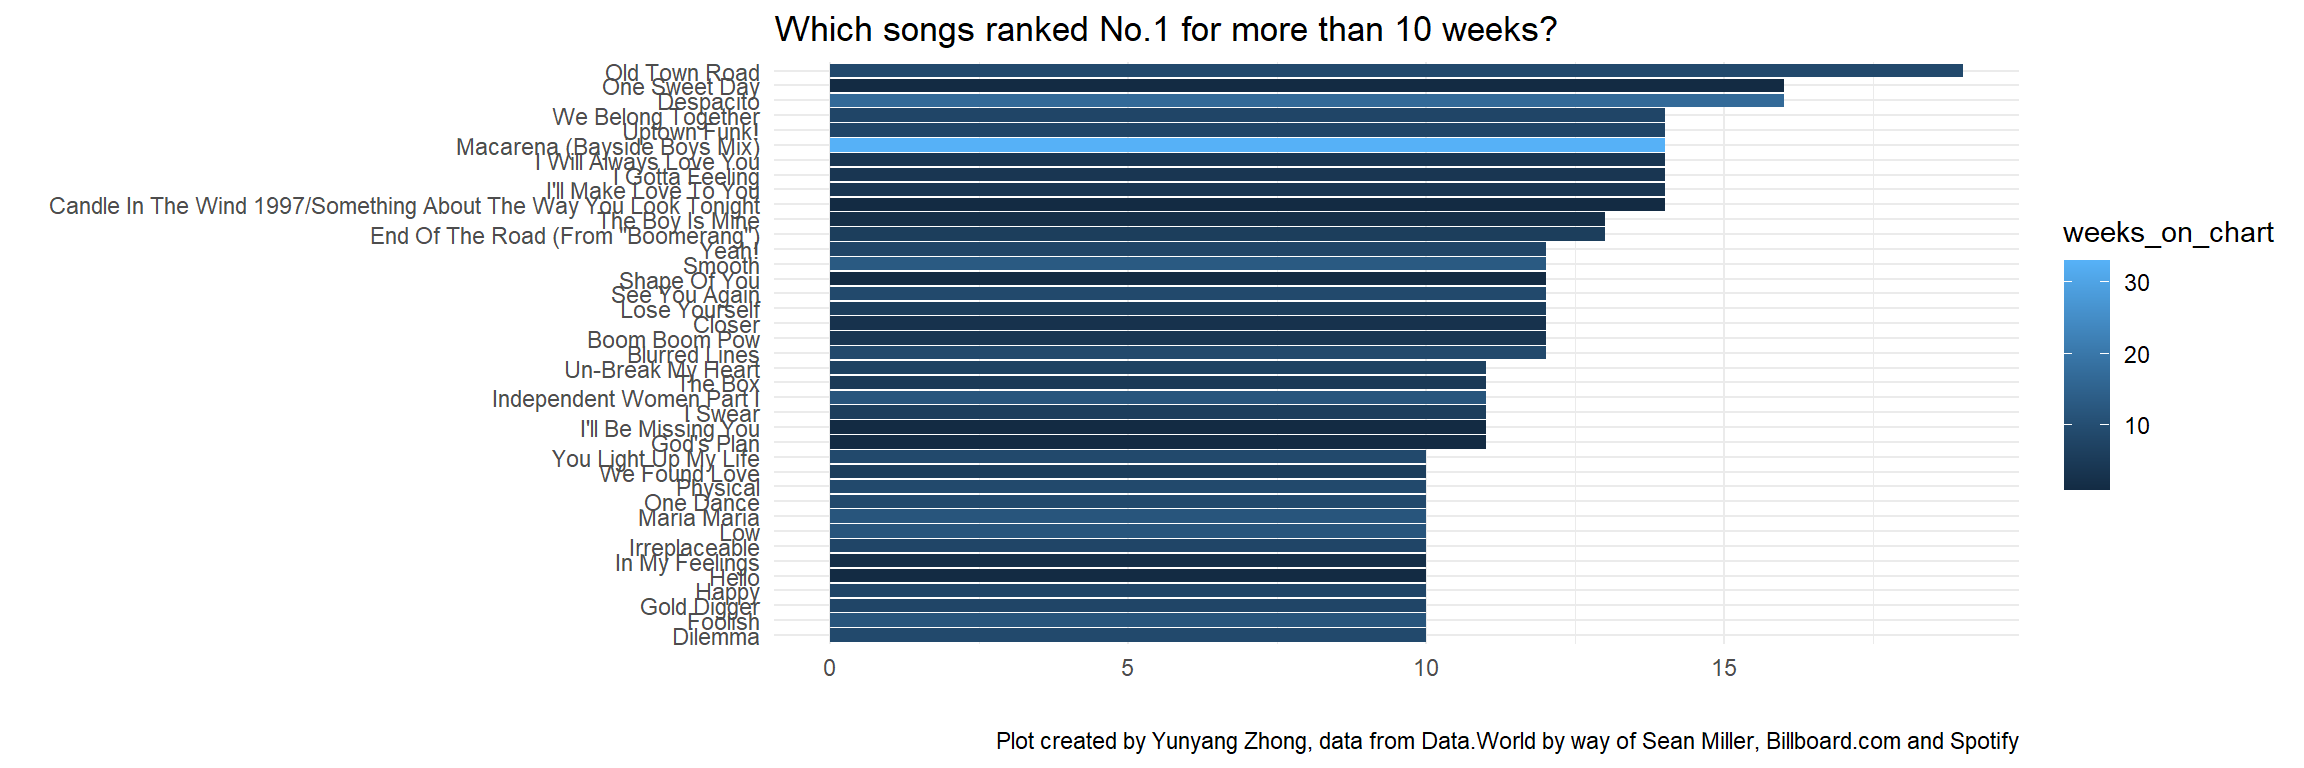 Which songs ranked No.1 for more than 10 weeks?
Old Town Road
One Sweet Day
Despacito
We Belong Together
Uptown Funk!
Macarena (Bayside Boys Mix)
I Will Always Love You
I Gotta Feeling
I'll Make Love To You
Candle In The Wind 1997/Something About The Way You Look Tonight
The Boy Is Mine
End Of The Road (From "Boomerang")
Yeah!
Smooth
Shape Of You
See You Again
Lose Yourself
Closer
Boom Boom Pow
Blurred Lines
Un-Break My Heart
The Box
Independent Women Part I
I Swear
I'll Be Missing You
God's Plan
You Light Up My Life
We Found Love
Physical
One Dance
Maria Maria
Low
Irreplaceable
In My Feelings
Hello
Happy
Gold Digger
Foolish
Dilemma
0 5 10 15
weeks_on_chart
30
20
10
Plot created by Yunyang Zhong, data from Data.World by way of Sean Miller, Billboard.com and Spotify